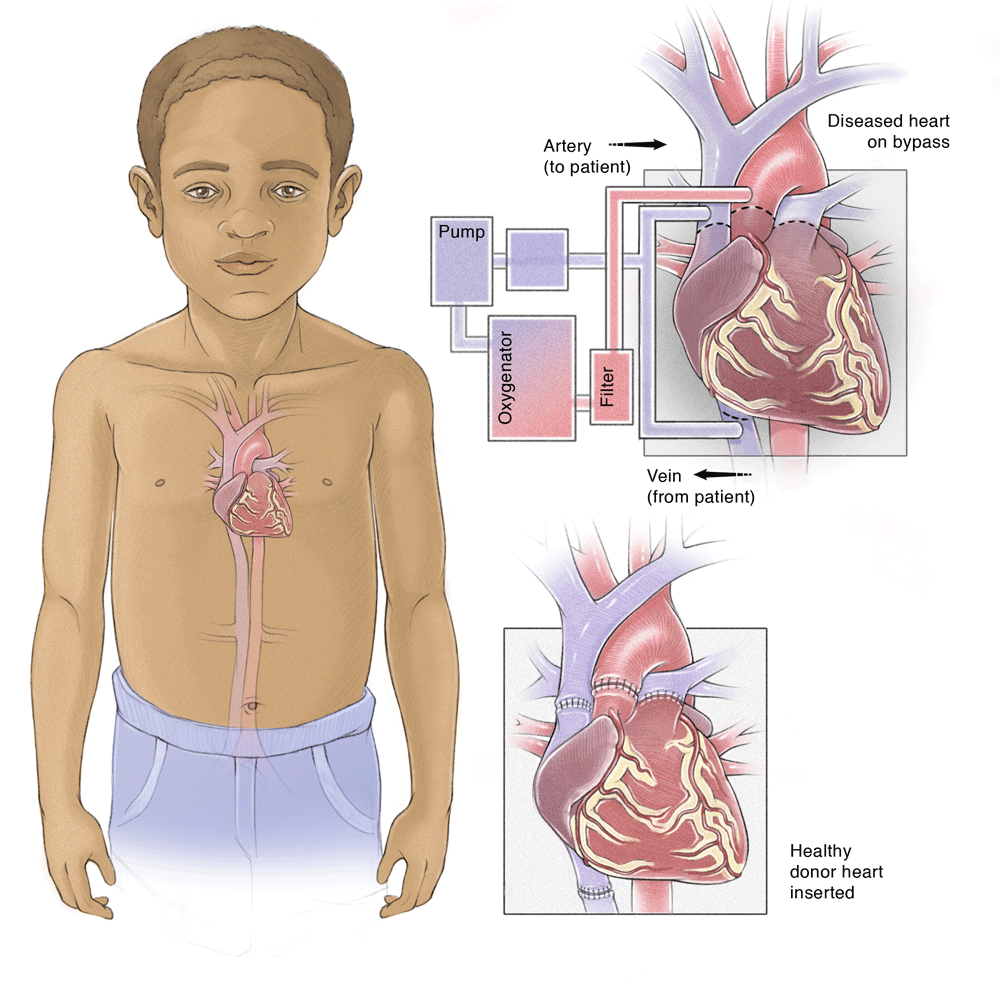 Diseased heart
on bypass
Artery
(to patient)
Pump
Oxygenator
Filter
Vein
(from patient)
Healthy
donor heart
inserted